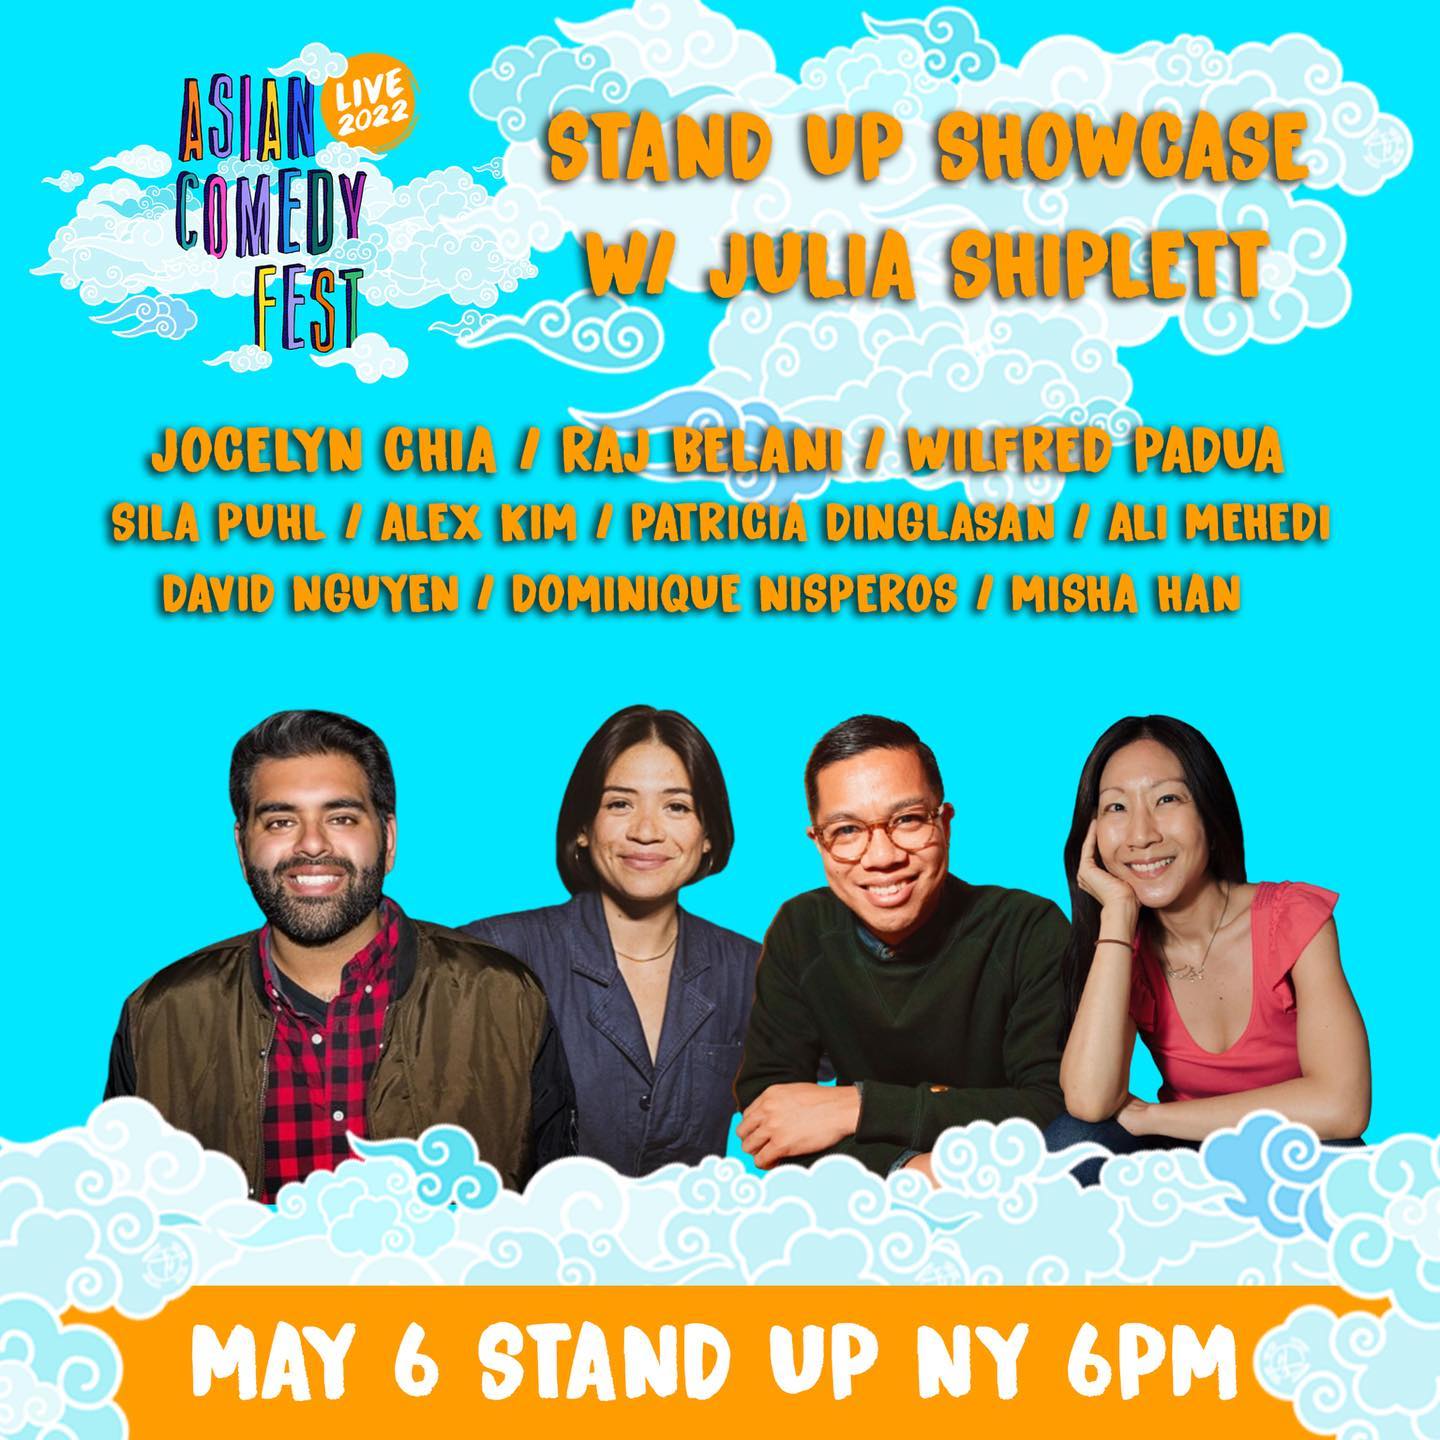 ASIAN
COMEDY
FEST
LIVE
2022
STAND UP SHOWCASE
W/ JULIA SHIPLETT
JOCELYN CHIA / RAJ BELANI / WILFRED PADUA
SILA PUHL / ALEX KIM / PATRICIA DINGLASAN / ALI MEHEDI
DAVID NGUYEN / DOMINIQUE NISPEROS / MISHA HAN
MAY 6 STAND UP NY 6PM